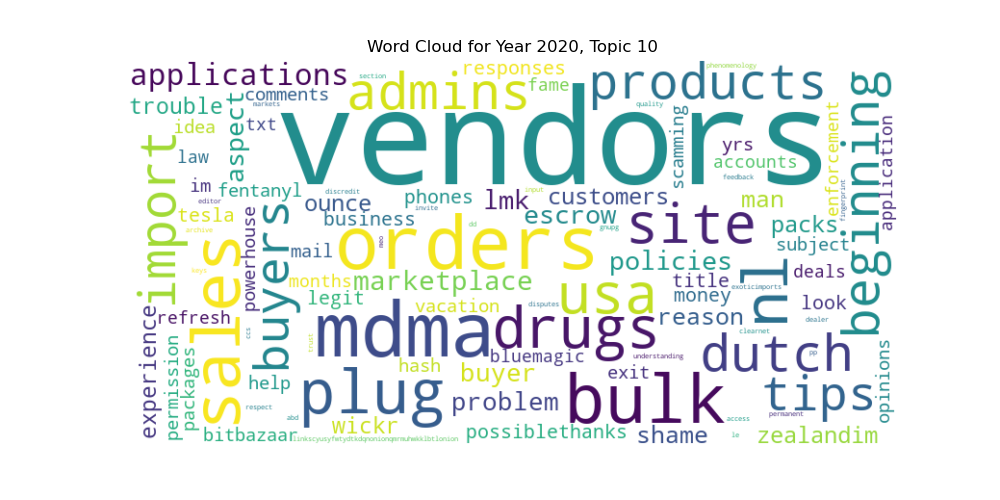 Word Cloud for Year 2020, Topic 10
applications
section
responses
phenomenology
products
beginning
trouble
comments
markets
admins
fame
quality
vendors
scamming
enforcement
application
idea
txt
aspect
yrs
accounts
law
import
im
fentanyl
discredit
phones
lmk
customers
input
man
feedback
fingerprint
editor
ounce
invite
escrow
site
packs
tesla
business
orders
dd
gnupg
subject
archive
buyers
mail
meo
policies
deals
sales
powerhouse
keys
months
marketplace
usa
title
nl
exoticimports
legit
vacation
money
look
refresh
experience
mdma
disputes
drugs
reason
clearnet
dealer
ccs
trust
bluemagic
understanding
dutch
pp
opinions
permission
packages
help
plug
hash
buyer
exit
bulk
tips
respect
abd
wickr
problem
access
permanent
bitbazaar
possiblethanks
shame
le
zealandim